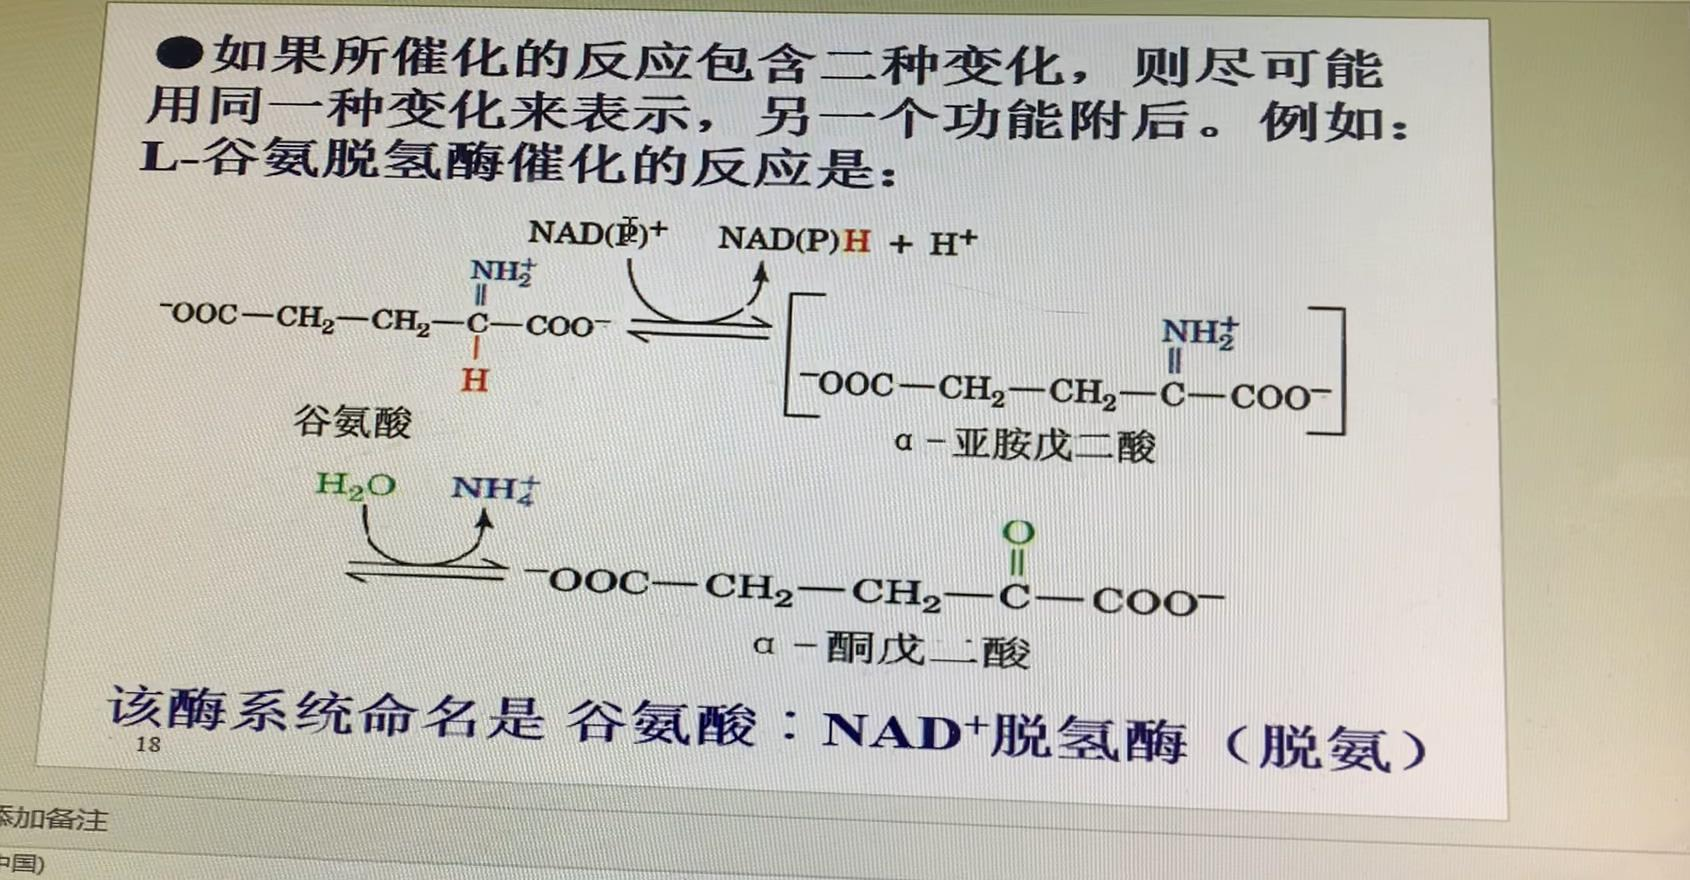 ●如果所催化的反应包含二种变化，则尽可能
用同一种变化来表示，另一个功能附后。例如：
L-谷氨脱氢酶催化的反应是：
NAD(P)⁺ NAD(P)H + H⁺
NH₂⁺
⁻OOC—CH₂—CH₂—C—COO⁻
H
谷氨酸
NH₂⁺
⁻OOC—CH₂—CH₂—C—COO⁻
α－亚胺戊二酸
H₂O NH₄⁺
O
⁻OOC—CH₂—CH₂—C—COO⁻
α－酮戊二酸
该酶系统命名是 谷氨酸：NAD⁺脱氢酶（脱氨）
18
添加备注
中国)